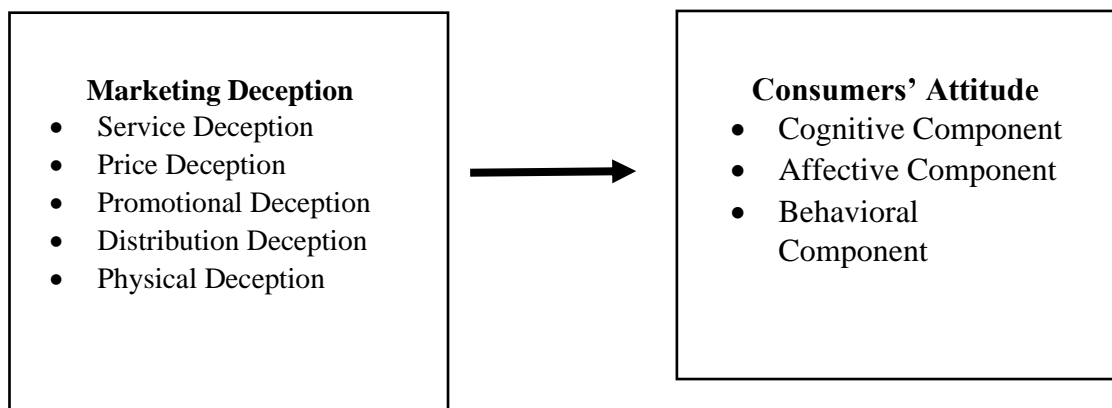 Marketing Deception
• Service Deception
• Price Deception
• Promotional Deception
• Distribution Deception
• Physical Deception
Consumers’ Attitude
• Cognitive Component
• Affective Component
• Behavioral
Component